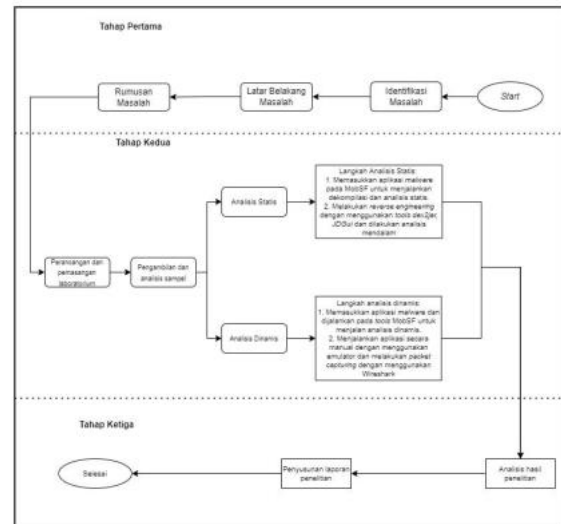 Tahap Pertama
Start
Identifikasi
Masalah
Latar Belakang
Masalah
Rumusan
Masalah
Tahap Kedua
Perancangan dan
pemasangan
laboratorium
Pengambilan dan
analisis sampel
Analisis Statis
Langkah Analisis Statis:
1. Memasukkan aplikasi malware
pada MobSF untuk menjalankan
dekompilasi dan analisis statis.
2. Melakukan reverse engineering
dengan menggunakan tools dex2jar,
JDGui dan dilakukan analisis
mendalam
Analisis Dinamis
Langkah analisis dinamis:
1. Memasukkan aplikasi malware dan
dijalankan pada tools MobSF untuk
menjalan analisis dinamis.
2. Menjalankan aplikasi secara
manual dengan menggunakan
emulator dan melakukan packet
capturing dengan menggunakan
Wireshark
Tahap Ketiga
Analisis hasil
penelitian
Penyusunan laporan
penelitian
Selesai